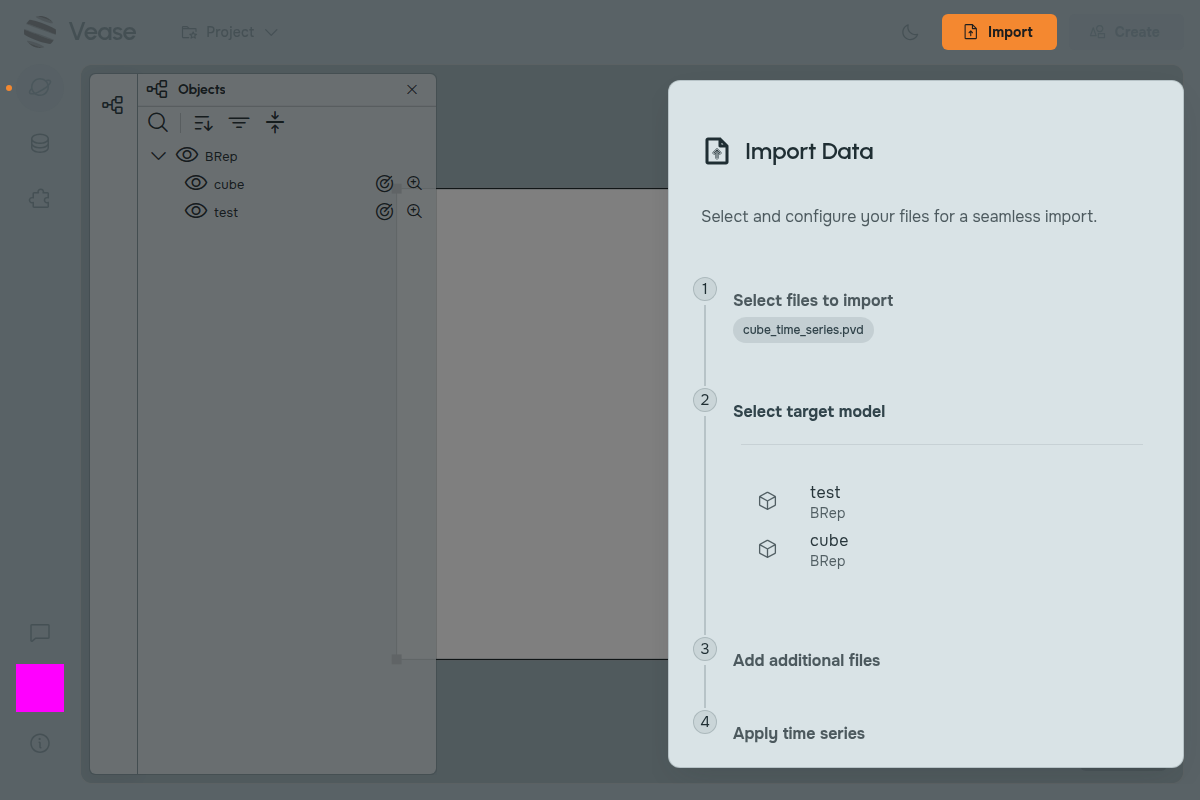 Vease
Project
Import
Create
Objects
BRep
cube
test
Import Data
Select and configure your files for a seamless import.
1
Select files to import
cube_time_series.pvd
2
Select target model
test
BRep
cube
BRep
3
Add additional files
4
Apply time series